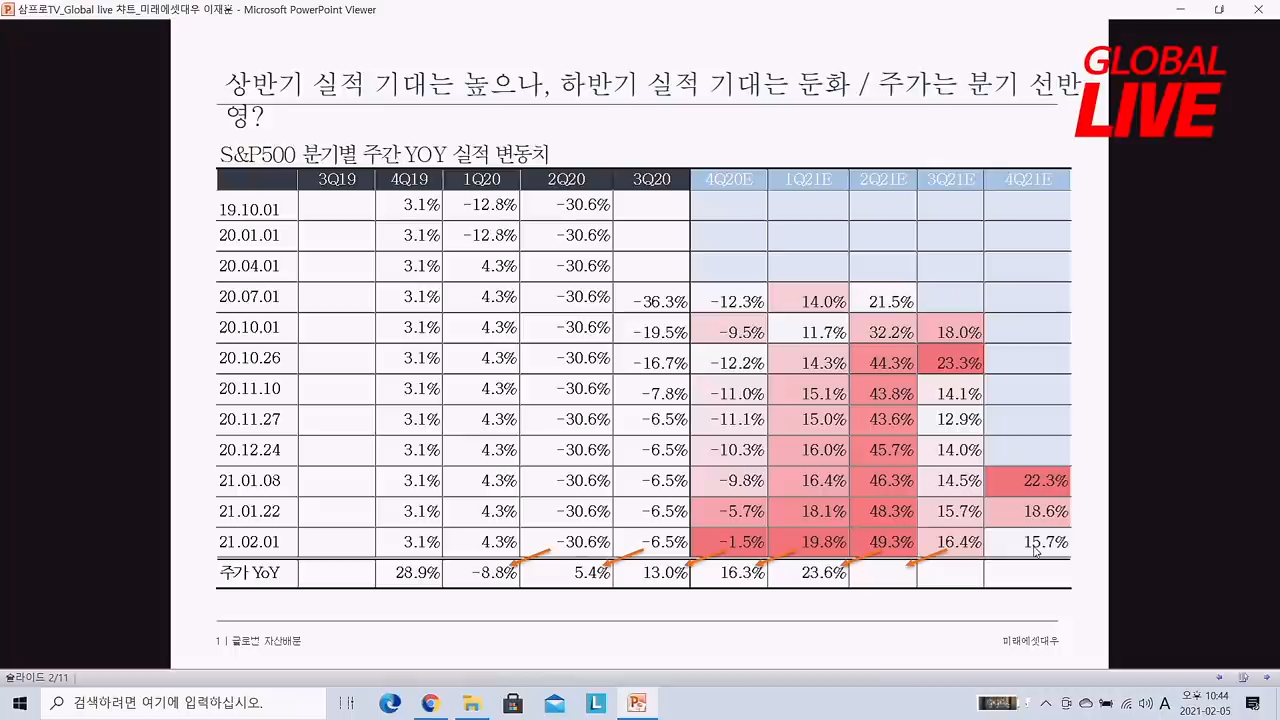 삼프로TV_Global live 챠트_미래에셋대우 이재훈 - Microsoft PowerPoint Viewer
GLOBAL
LIVE
상반기 실적 기대는 높으나, 하반기 실적 기대는 둔화 / 주가는 분기 선반
영?
S&P500 분기별 주간 YOY 실적 변동치
3Q19 4Q19 1Q20 2Q20 3Q20 4Q20E 1Q21E 2Q21E 3Q21E 4Q21E
19.10.01 3.1% -12.8% -30.6%
20.01.01 3.1% -12.8% -30.6%
20.04.01 3.1% 4.3% -30.6%
20.07.01 3.1% 4.3% -30.6% -36.3% -12.3% 14.0% 21.5%
20.10.01 3.1% 4.3% -30.6% -19.5% -9.5% 11.7% 32.2% 18.0%
20.10.26 3.1% 4.3% -30.6% -16.7% -12.2% 14.3% 44.3% 23.3%
20.11.10 3.1% 4.3% -30.6% -7.8% -11.0% 15.1% 43.8% 14.1%
20.11.27 3.1% 4.3% -30.6% -6.5% -11.1% 15.0% 43.6% 12.9%
20.12.24 3.1% 4.3% -30.6% -6.5% -10.3% 16.0% 45.7% 14.0%
21.01.08 3.1% 4.3% -30.6% -6.5% -9.8% 16.4% 46.3% 14.5% 22.3%
21.01.22 3.1% 4.3% -30.6% -6.5% -5.7% 18.1% 48.3% 15.7% 18.6%
21.02.01 3.1% 4.3% -30.6% -6.5% -1.5% 19.8% 49.3% 16.4% 15.7%
주가 YoY 28.9% -8.8% 5.4% 13.0% 16.3% 23.6%
1 | 글로벌 자산배분
미래에셋대우
슬라이드 2/11
검색하려면 여기에 입력하십시오.
A
오후 10:44
2021-02-05